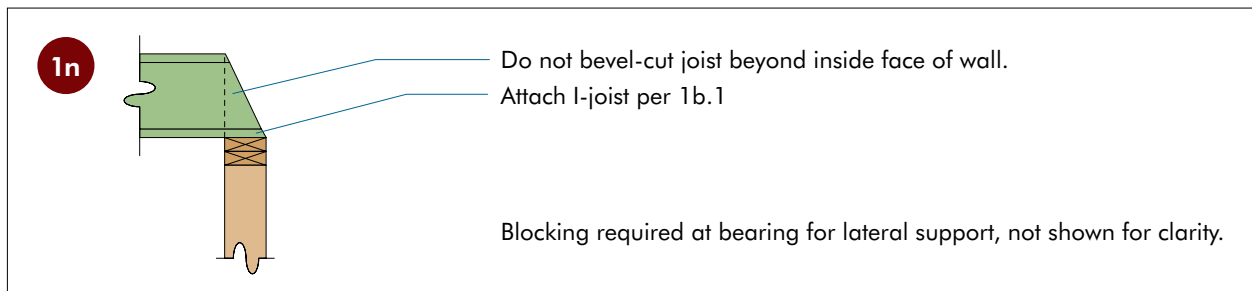 1n
Do not bevel-cut joist beyond inside face of wall.
Attach I-joist per 1b.1
Blocking required at bearing for lateral support, not shown for clarity.